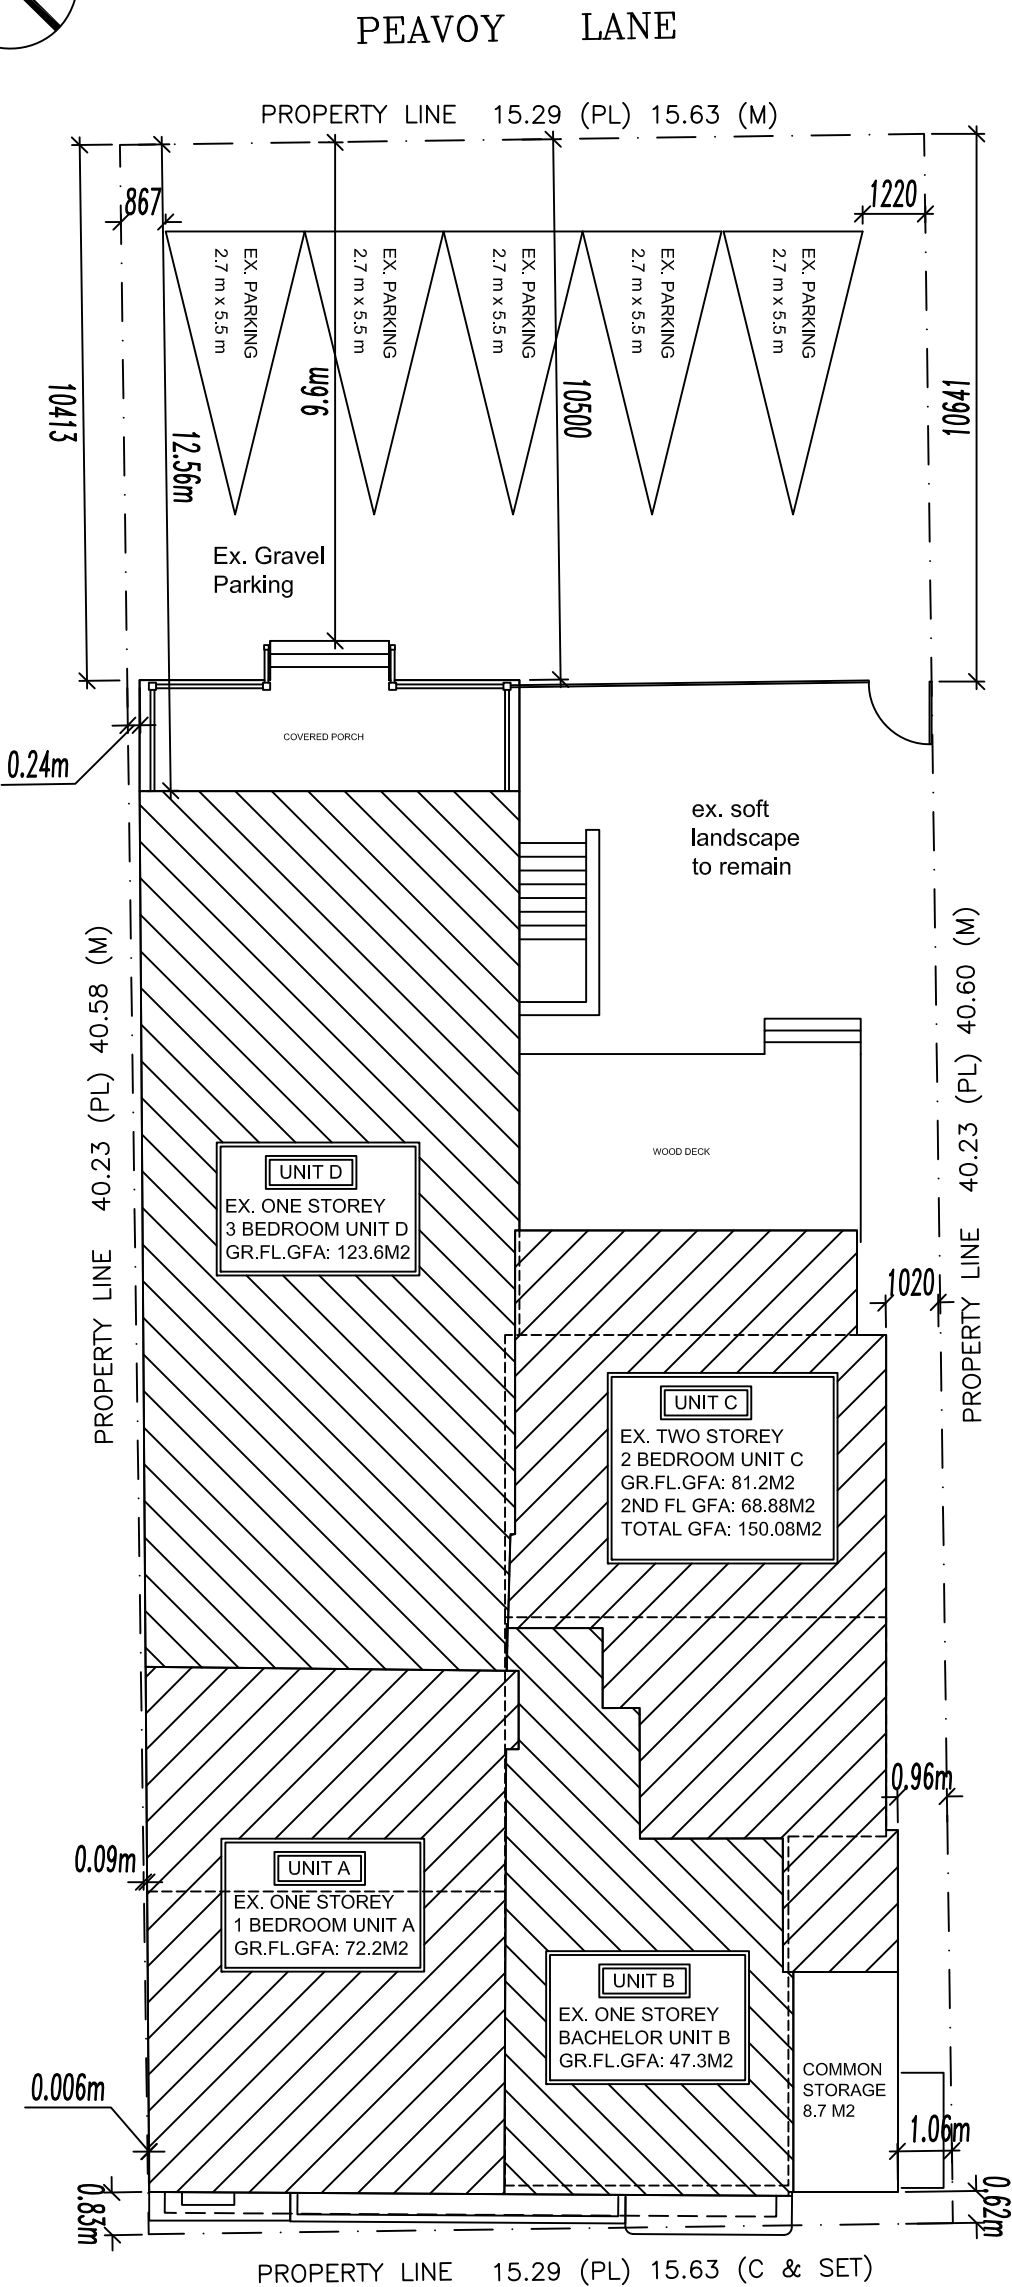 PEAVOY LANE
PROPERTY LINE 15.29 (PL) 15.63 (M)
867
1220
EX. PARKING
2.7 m x 5.5 m
EX. PARKING
2.7 m x 5.5 m
EX. PARKING
2.7 m x 5.5 m
EX. PARKING
2.7 m x 5.5 m
EX. PARKING
2.7 m x 5.5 m
10413
12.56m
9.6m
10500
10641
Ex. Gravel
Parking
COVERED PORCH
0.24m
ex. soft
landscape
to remain
PROPERTY LINE 40.23 (PL) 40.58 (M)
PROPERTY LINE 40.23 (PL) 40.60 (M)
WOOD DECK
UNIT D
EX. ONE STOREY
3 BEDROOM UNIT D
GR.FL.GFA: 123.6M2
1020
UNIT C
EX. TWO STOREY
2 BEDROOM UNIT C
GR.FL.GFA: 81.2M2
2ND FL GFA: 68.88M2
TOTAL GFA: 150.08M2
0.96m
0.09m
UNIT A
EX. ONE STOREY
1 BEDROOM UNIT A
GR.FL.GFA: 72.2M2
UNIT B
EX. ONE STOREY
BACHELOR UNIT B
GR.FL.GFA: 47.3M2
COMMON
STORAGE
8.7 M2
0.006m
1.06m
0.83m
0.62m
PROPERTY LINE 15.29 (PL) 15.63 (C & SET)